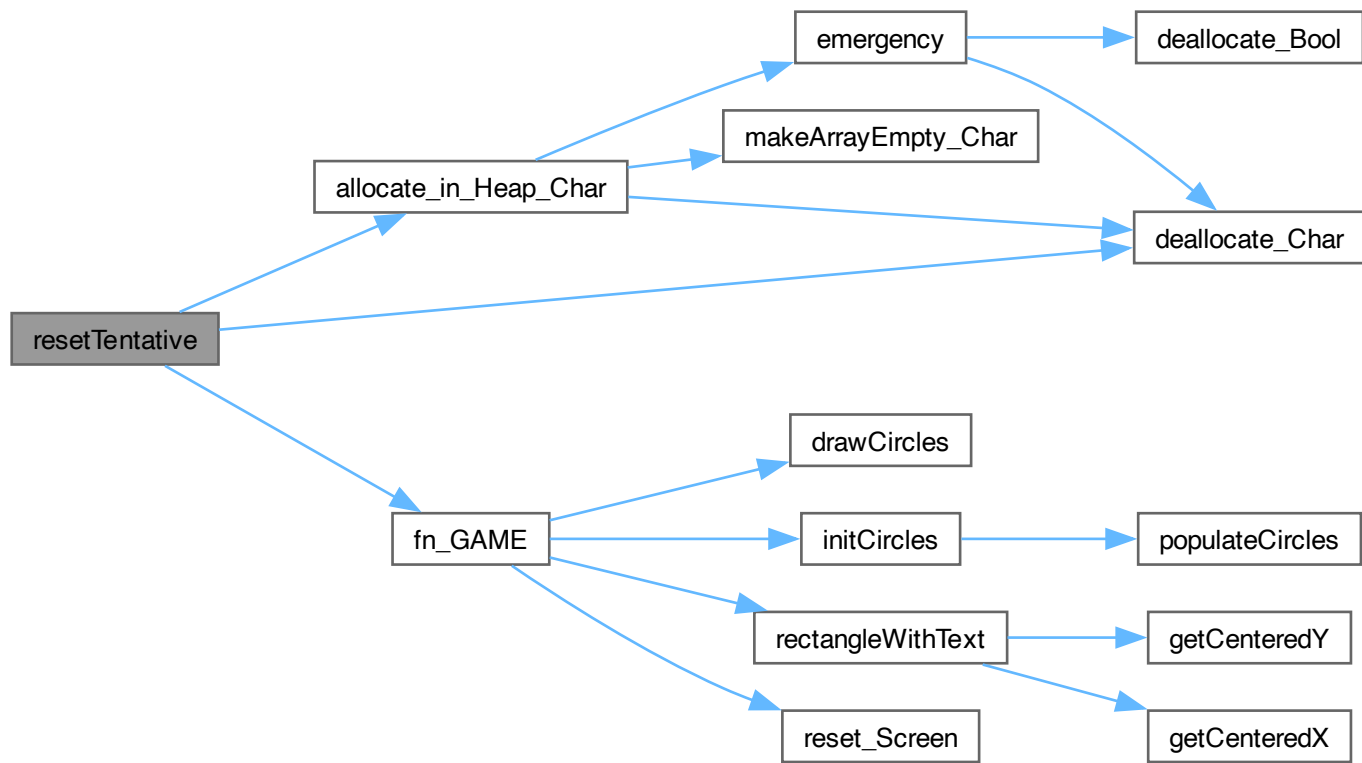 emergency
deallocate_Bool
makeArrayEmpty_Char
allocate_in_Heap_Char
deallocate_Char
resetTentative
drawCircles
fn_GAME
initCircles
populateCircles
rectangleWithText
getCenteredY
reset_Screen
getCenteredX